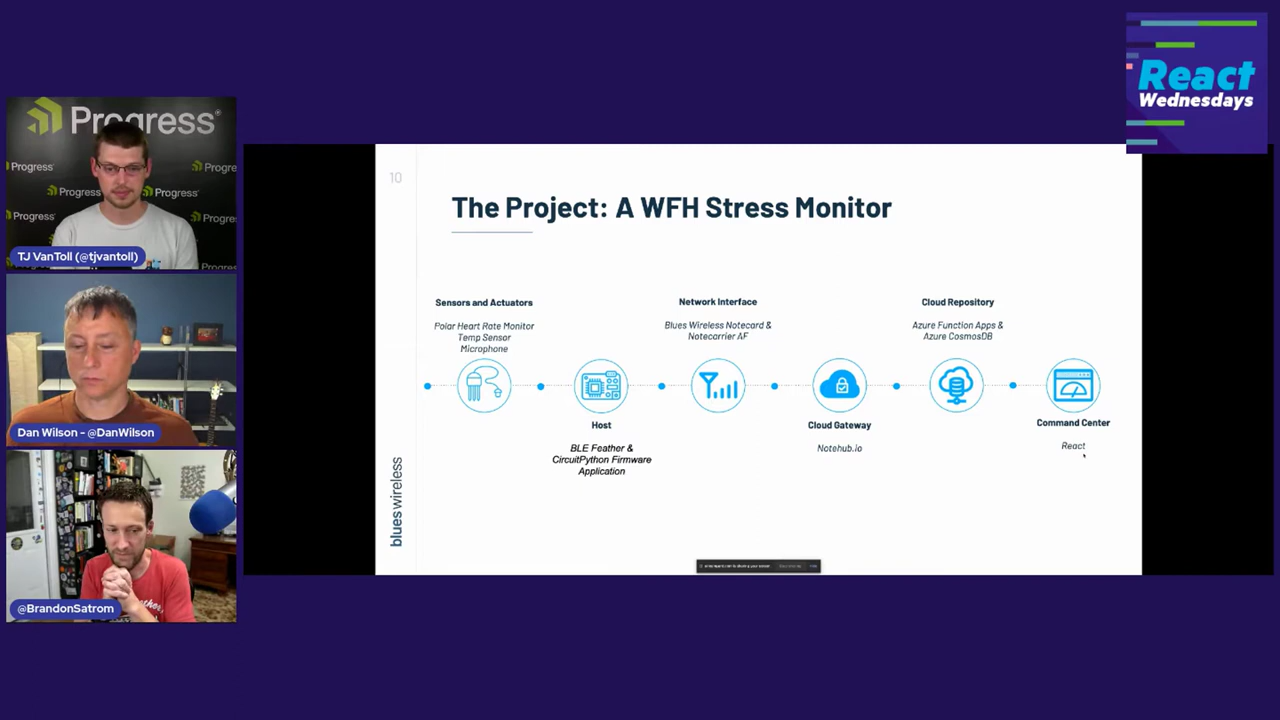 React
Wednesdays
Progress
Progress
Progress
Progress
Progress
Progress
TJ VanToll (@tjvantoll)
Dan Wilson - @DanWilson
@BrandonSatrom
10
The Project: A WFH Stress Monitor
Sensors and Actuators
Polar Heart Rate Monitor
Temp Sensor
Microphone
Host
BLE Feather &
CircuitPython Firmware
Application
Network Interface
Blues Wireless Notecard &
Notecarrier AF
Cloud Gateway
Notehub.io
Cloud Repository
Azure Function Apps &
Azure CosmosDB
Command Center
React
blues wireless